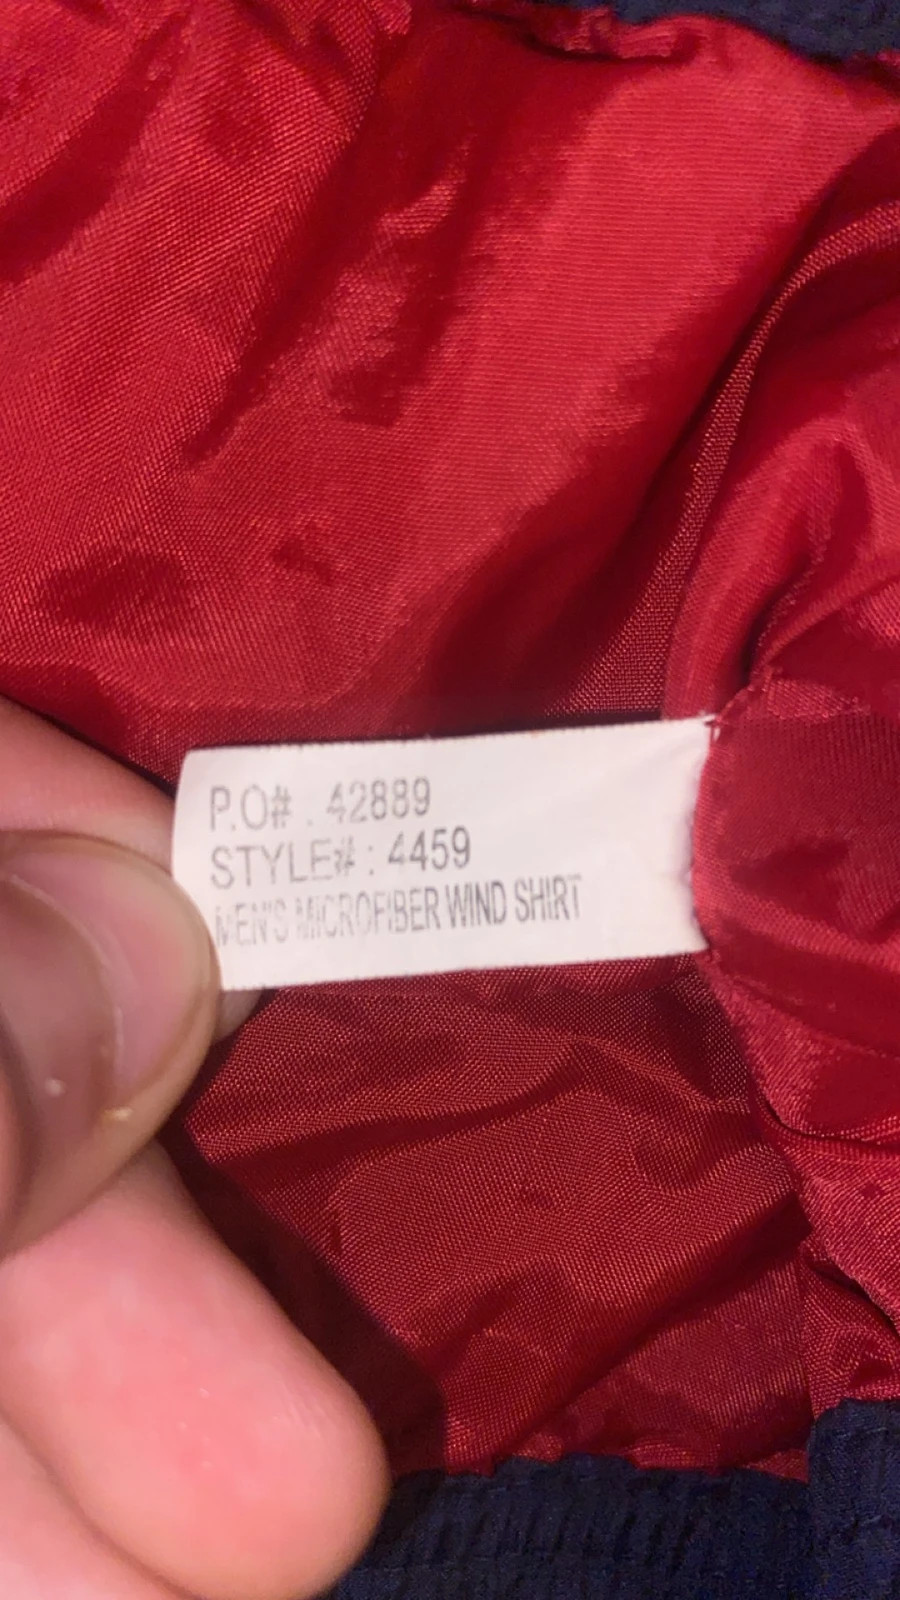 P.O# : 42889
STYLE# : 4459
MEN'S MICROFIBER WIND SHIRT